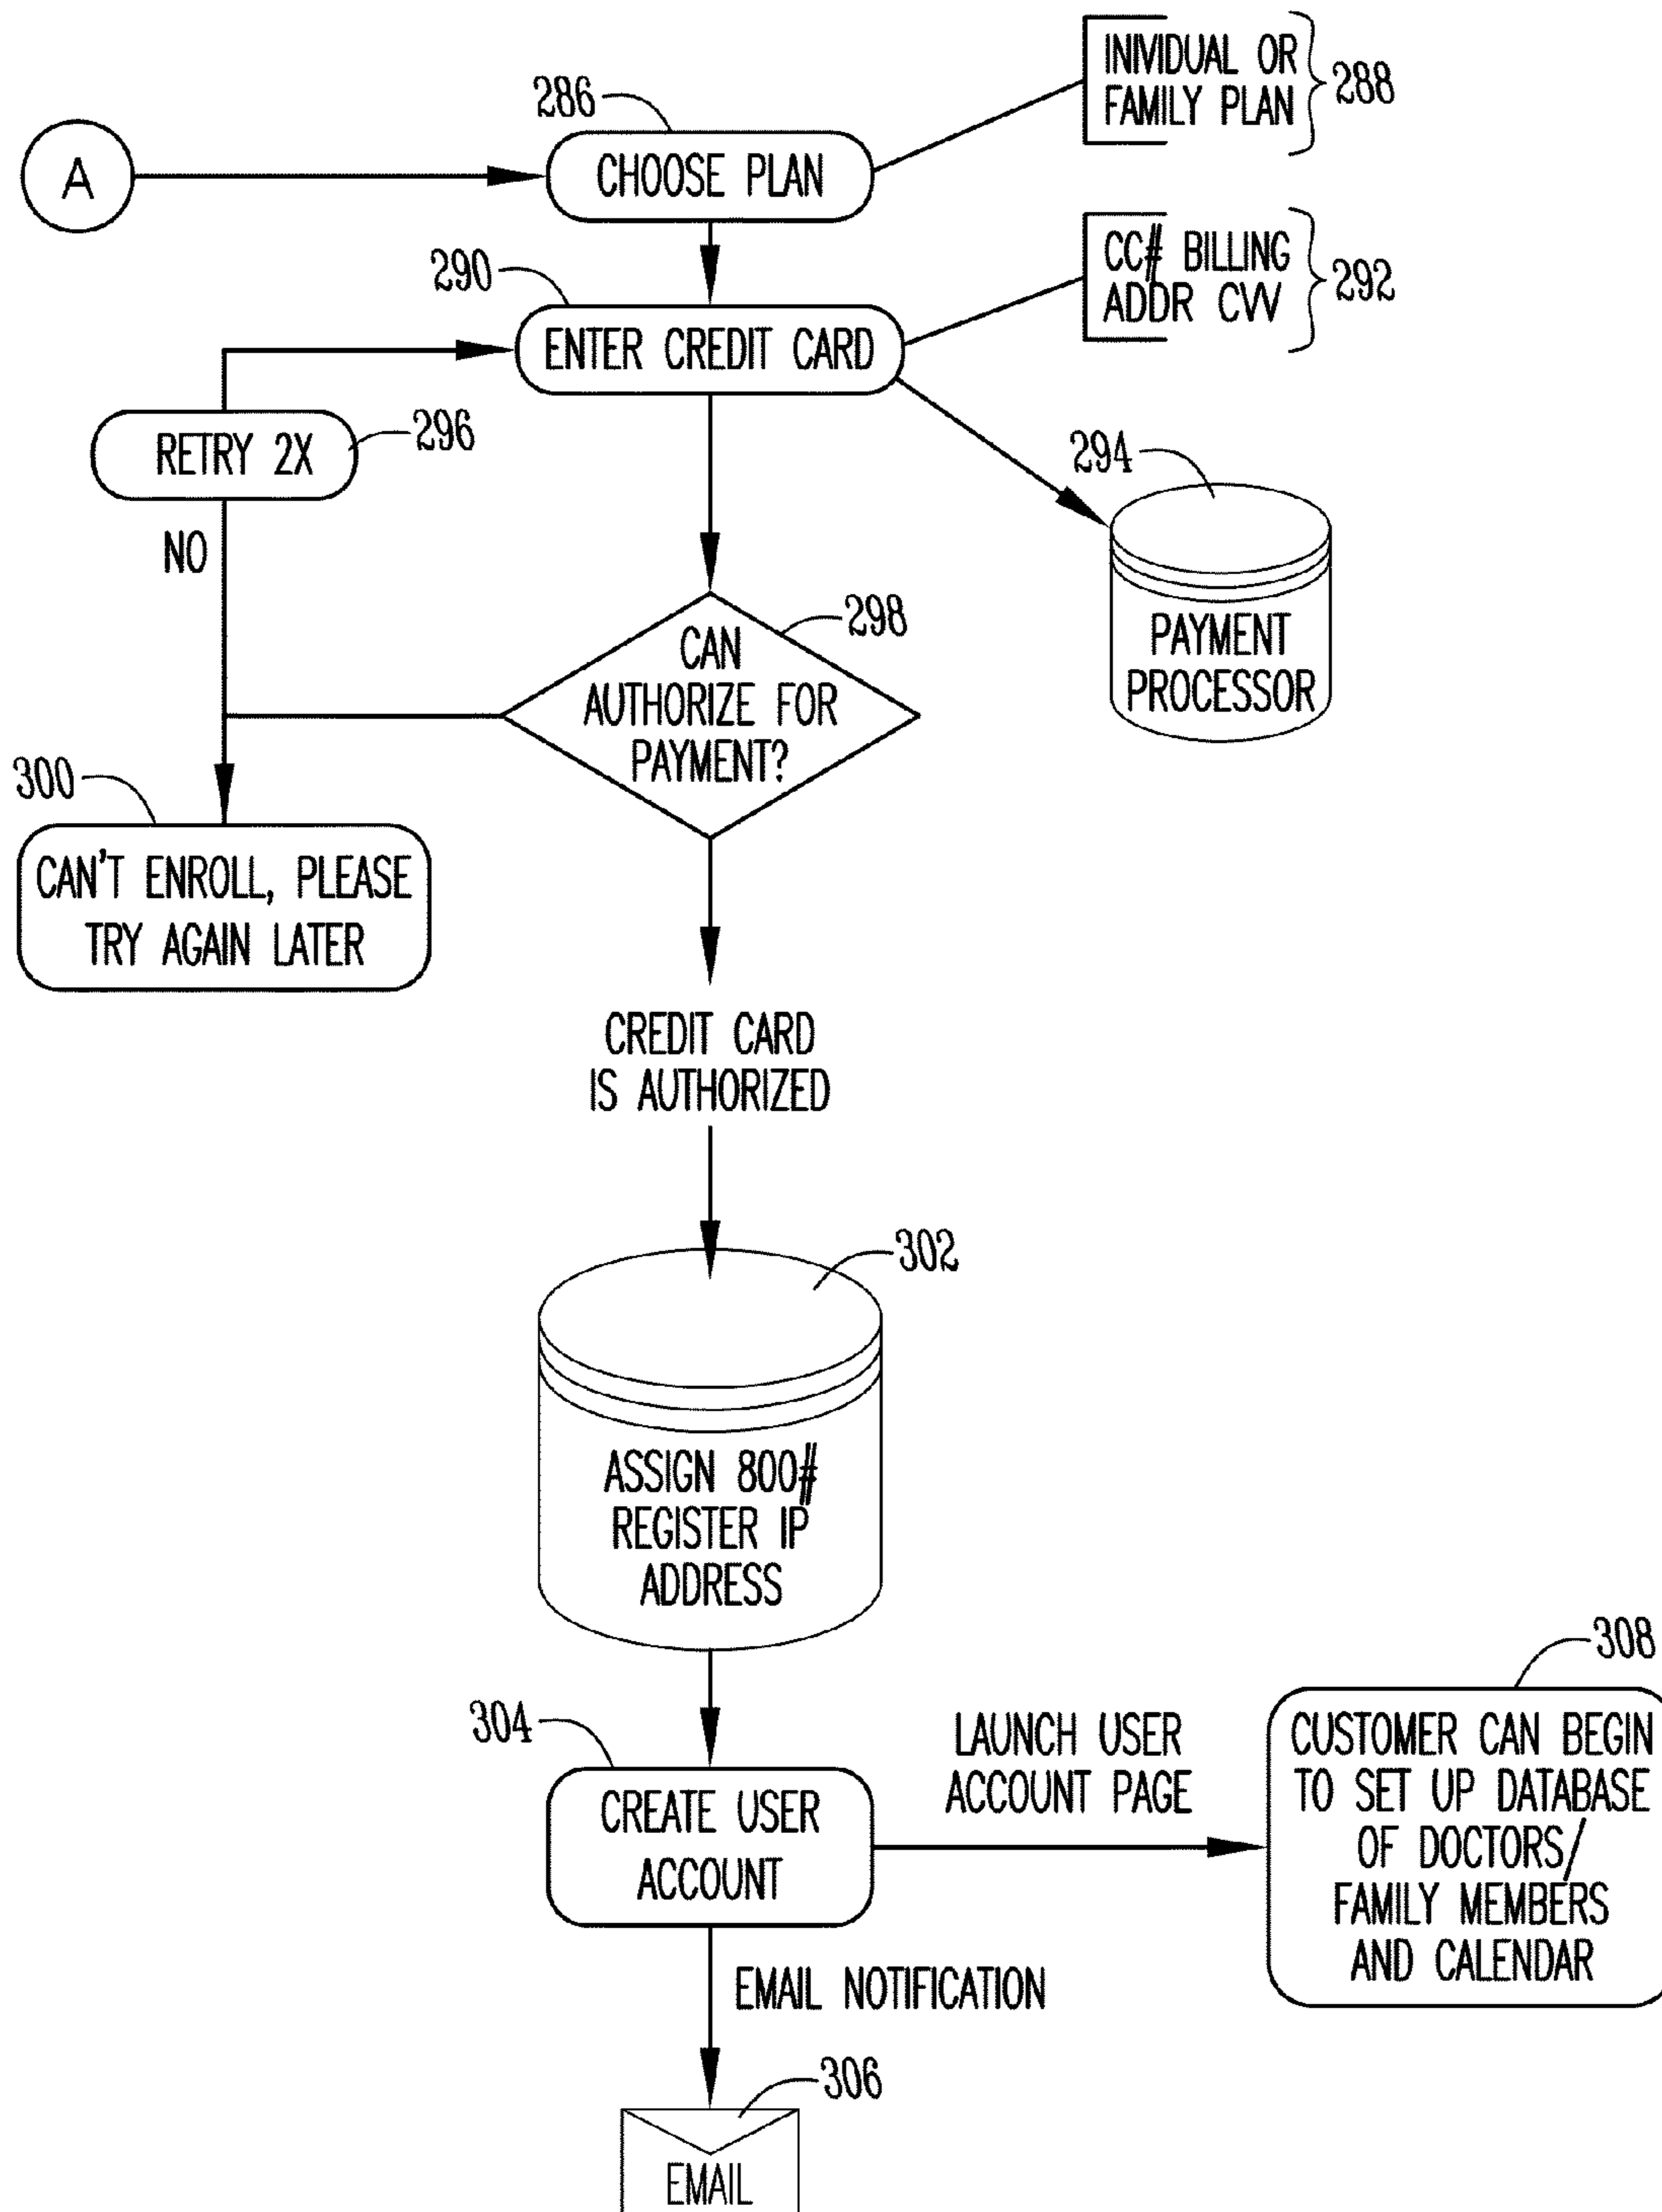 INIVIDUAL OR
FAMILY PLAN
288
286
A
CHOOSE PLAN
290
CC# BILLING
ADDR CVV
292
ENTER CREDIT CARD
RETRY 2X
296
294
NO
298
CAN
AUTHORIZE FOR
PAYMENT?
PAYMENT
PROCESSOR
300
CAN'T ENROLL, PLEASE
TRY AGAIN LATER
CREDIT CARD
IS AUTHORIZED
302
ASSIGN 800#
REGISTER IP
ADDRESS
304
CREATE USER
ACCOUNT
LAUNCH USER
ACCOUNT PAGE
308
CUSTOMER CAN BEGIN
TO SET UP DATABASE
OF DOCTORS/
FAMILY MEMBERS
AND CALENDAR
EMAIL NOTIFICATION
306
EMAIL